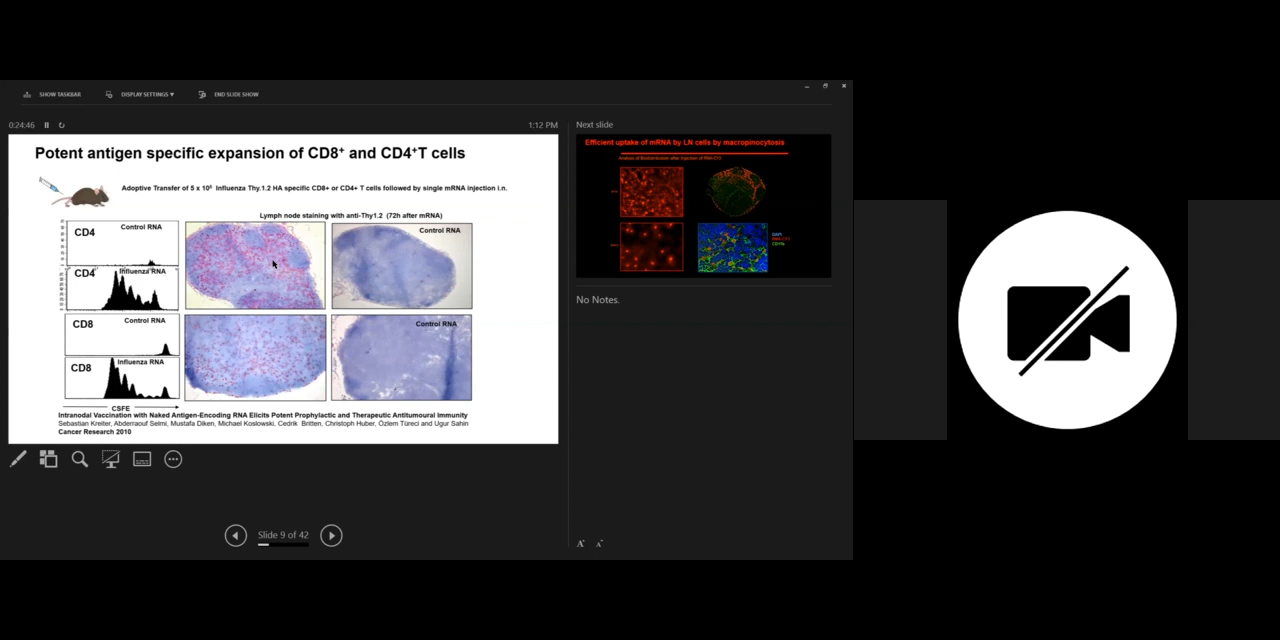 SHOW TASKBAR
DISPLAY SETTINGS ▼
END SLIDE SHOW
0:24:46
1:12 PM
Potent antigen specific expansion of CD8+ and CD4+T cells
Adoptive Transfer of 5 x 10⁵ Influenza Thy.1.2 HA specific CD8+ or CD4+ T cells followed by single mRNA injection i.n.
Lymph node staining with anti-Thy1.2 (72h after mRNA)
CD4
Control RNA
Control RNA
CD4
Influenza RNA
CD8
Control RNA
Control RNA
CD8
Influenza RNA
CSFE
Intranodal Vaccination with Naked Antigen-Encoding RNA Elicits Potent Prophylactic and Therapeutic Antitumoural Immunity
Sebastian Kreiter, Abderraouf Selmi, Mustafa Diken, Michael Koslowski, Cedrik Britten, Christoph Huber, Özlem Türeci and Ugur Sahin
Cancer Research 2010
Slide 9 of 42
Next slide
Efficient uptake of mRNA by LN cells by macropinocytosis
DAPI
CD11c
No Notes.